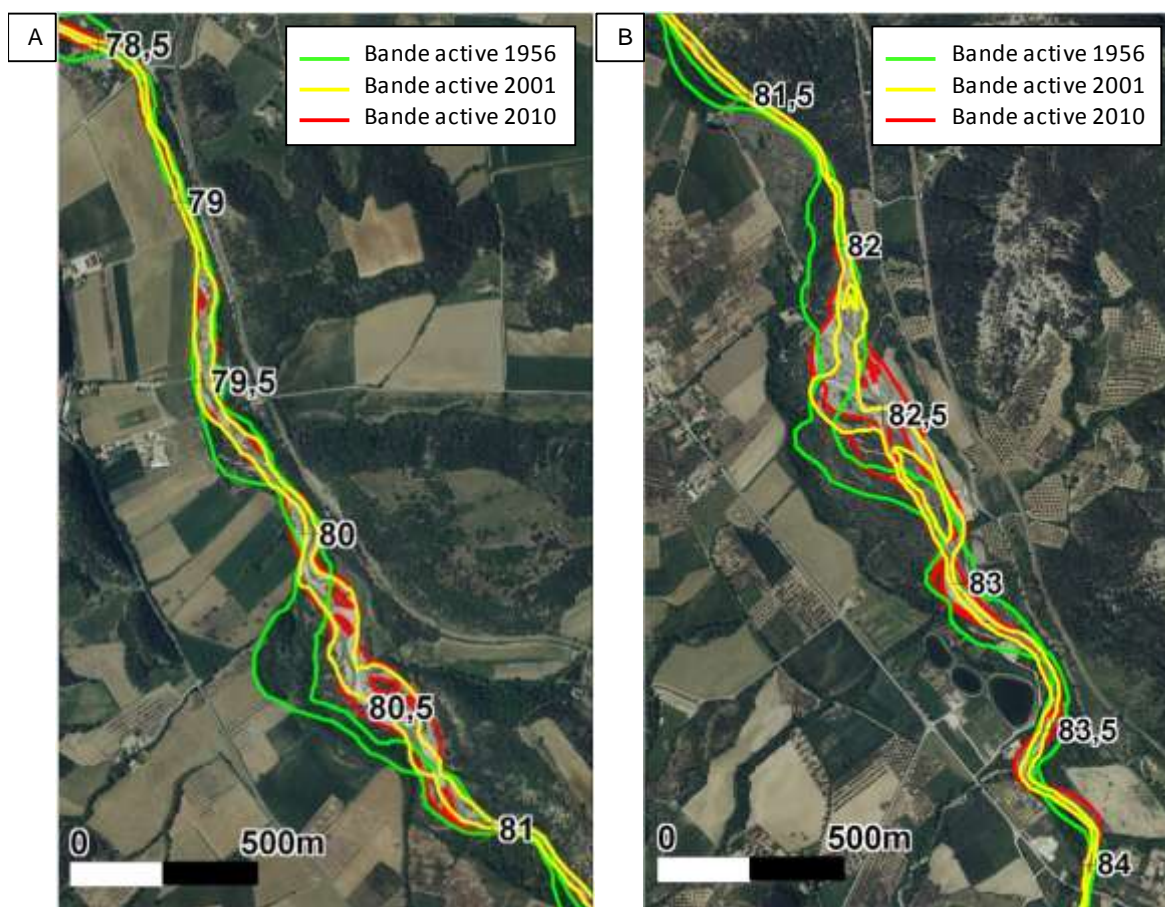 A
Bande active 1956
Bande active 2001
Bande active 2010
78,5
79
79,5
80
80,5
81
0 500m
B
Bande active 1956
Bande active 2001
Bande active 2010
81,5
82
82,5
83
83,5
84
0 500m